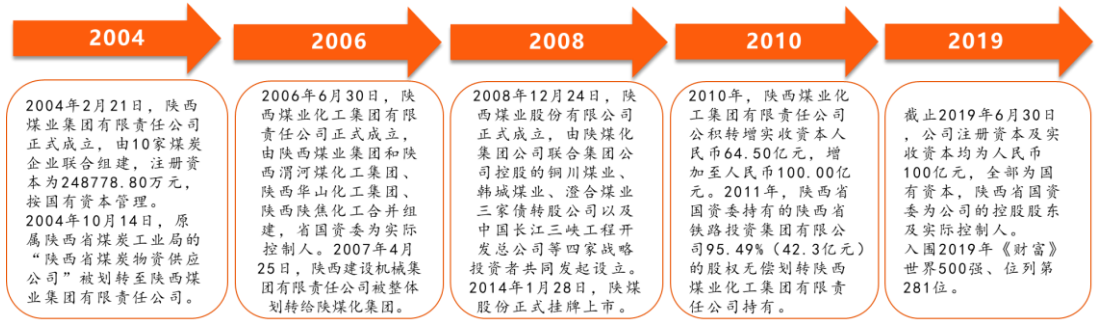 2004
2006
2008
2010
2019
2004年2月21日，陕西
煤业集团有限责任公司
正式成立，由10家煤炭
企业联合组建，注册资
本为248778.80万元，
按国有资本管理。
2004年10月14日，原
属陕西省煤炭工业局的
“陕西省煤炭物资供应
公司”被划转至陕西煤
业集团有限责任公司。
2006年6月30日，陕
西煤业化工集团有限
责任公司正式成立，
由陕西煤业集团和陕
西渭河煤化工集团、
陕西华山化工集团、
陕西陕焦化工合并组
建，省国资委为实际
控制人。2007年4月
25日，陕西建设机械集
团有限责任公司被整体
划转给陕煤化集团。
2008年12月24日，陕
西煤业股份有限公司
正式成立，由陕煤化
集团公司联合集团公
司控股的铜川煤业、
韩城煤业、澄合煤业
三家债转股公司以及
中国长江三峡工程开
发总公司等四家战略
投资者共同发起设立。
2014年1月28日，陕煤
股份正式挂牌上市。
2010年，陕西煤业化
工集团有限责任公司
公积转增实收资本人
民币64.50亿元，增
加至人民币100.00亿
元。2011年，陕西省
国资委持有的陕西省
铁路投资集团有限公
司95.49%（42.3亿元）
的股权无偿划转陕西
煤业化工集团有限责
任公司持有。
截止2019年6月30日
，公司注册资本及实
收资本均为人民币
100亿元，全部为国
有资本，陕西省国资
委为公司的控股股东
及实际控制人。
入围2019年《财富》
世界500强、位列第
281位。